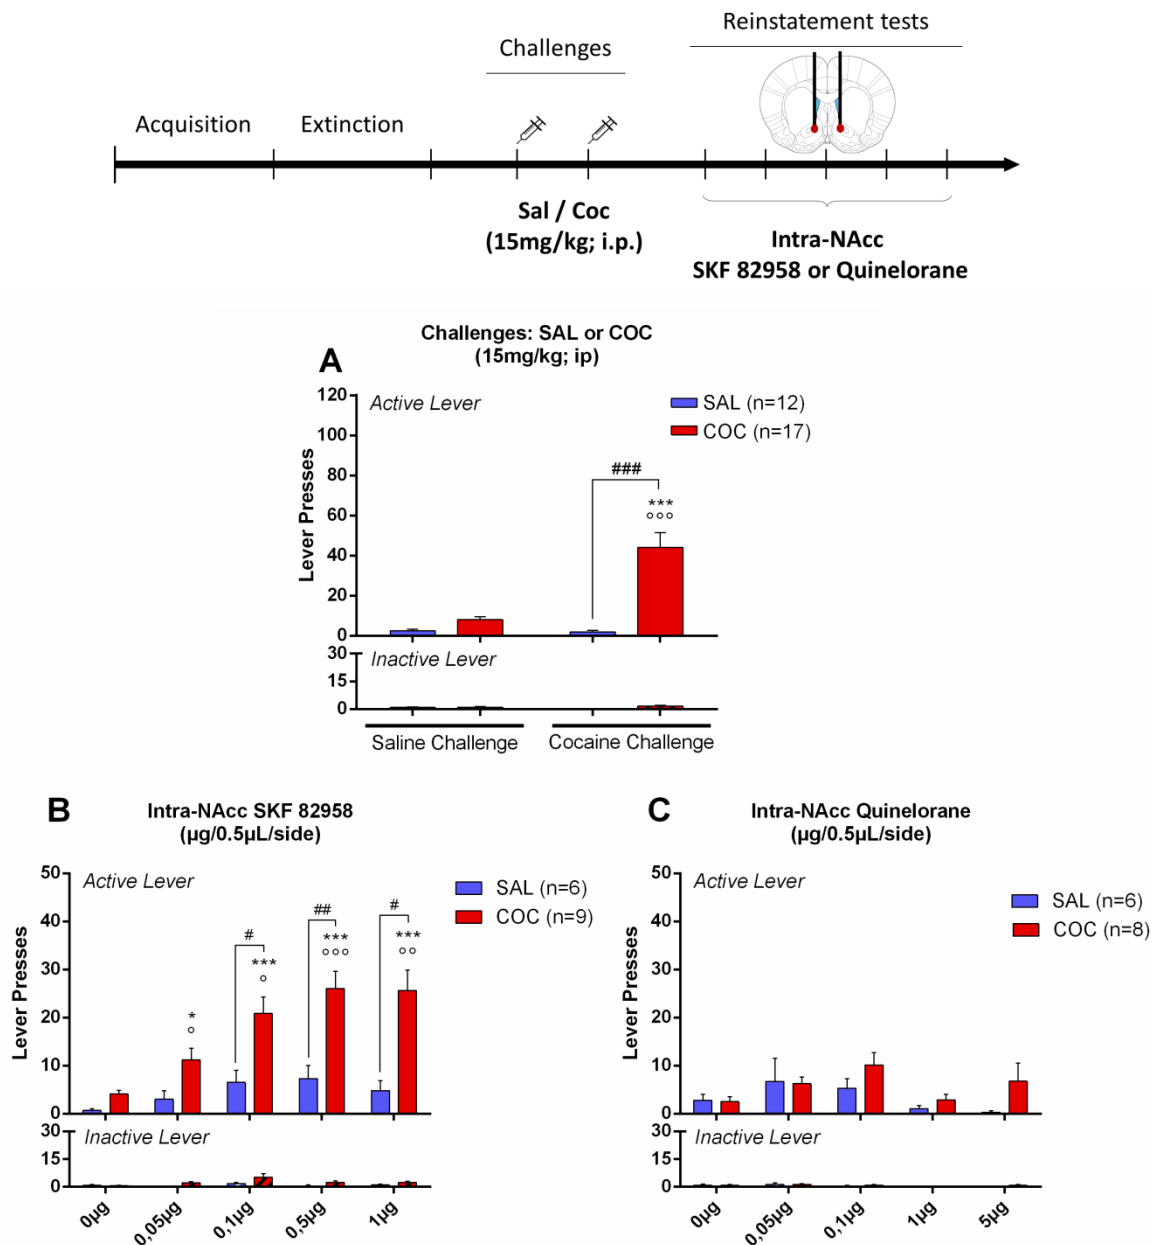 Challenges
Reinstatement tests
Acquisition
Extinction
Sal / Coc
(15mg/kg; i.p.)
Intra-NAcc
SKF 82958 or Quinelorane
A
Challenges: SAL or COC
(15mg/kg; ip)
Active Lever
SAL (n=12)
COC (n=17)
Lever Presses
120
100
80
60
40
20
0
###
***
°°°
Inactive Lever
30
15
0
Saline Challenge
Cocaine Challenge
B
Intra-NAcc SKF 82958
(µg/0.5µL/side)
Active Lever
SAL (n=6)
COC (n=9)
Lever Presses
50
40
30
20
10
0
*
°
#
***
°
##
***
°°°
#
***
°°
Inactive Lever
30
15
0
0µg
0,05µg
0,1µg
0,5µg
1µg
C
Intra-NAcc Quinelorane
(µg/0.5µL/side)
Active Lever
SAL (n=6)
COC (n=8)
Lever Presses
50
40
30
20
10
0
Inactive Lever
30
15
0
0µg
0,05µg
0,1µg
1µg
5µg